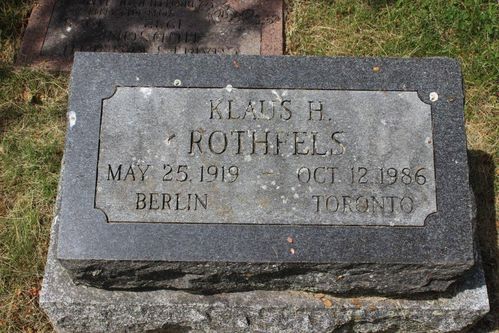 KLAUS H.
ROTHFELS
MAY 25, 1919 - OCT 12, 1986
BERLIN TORONTO